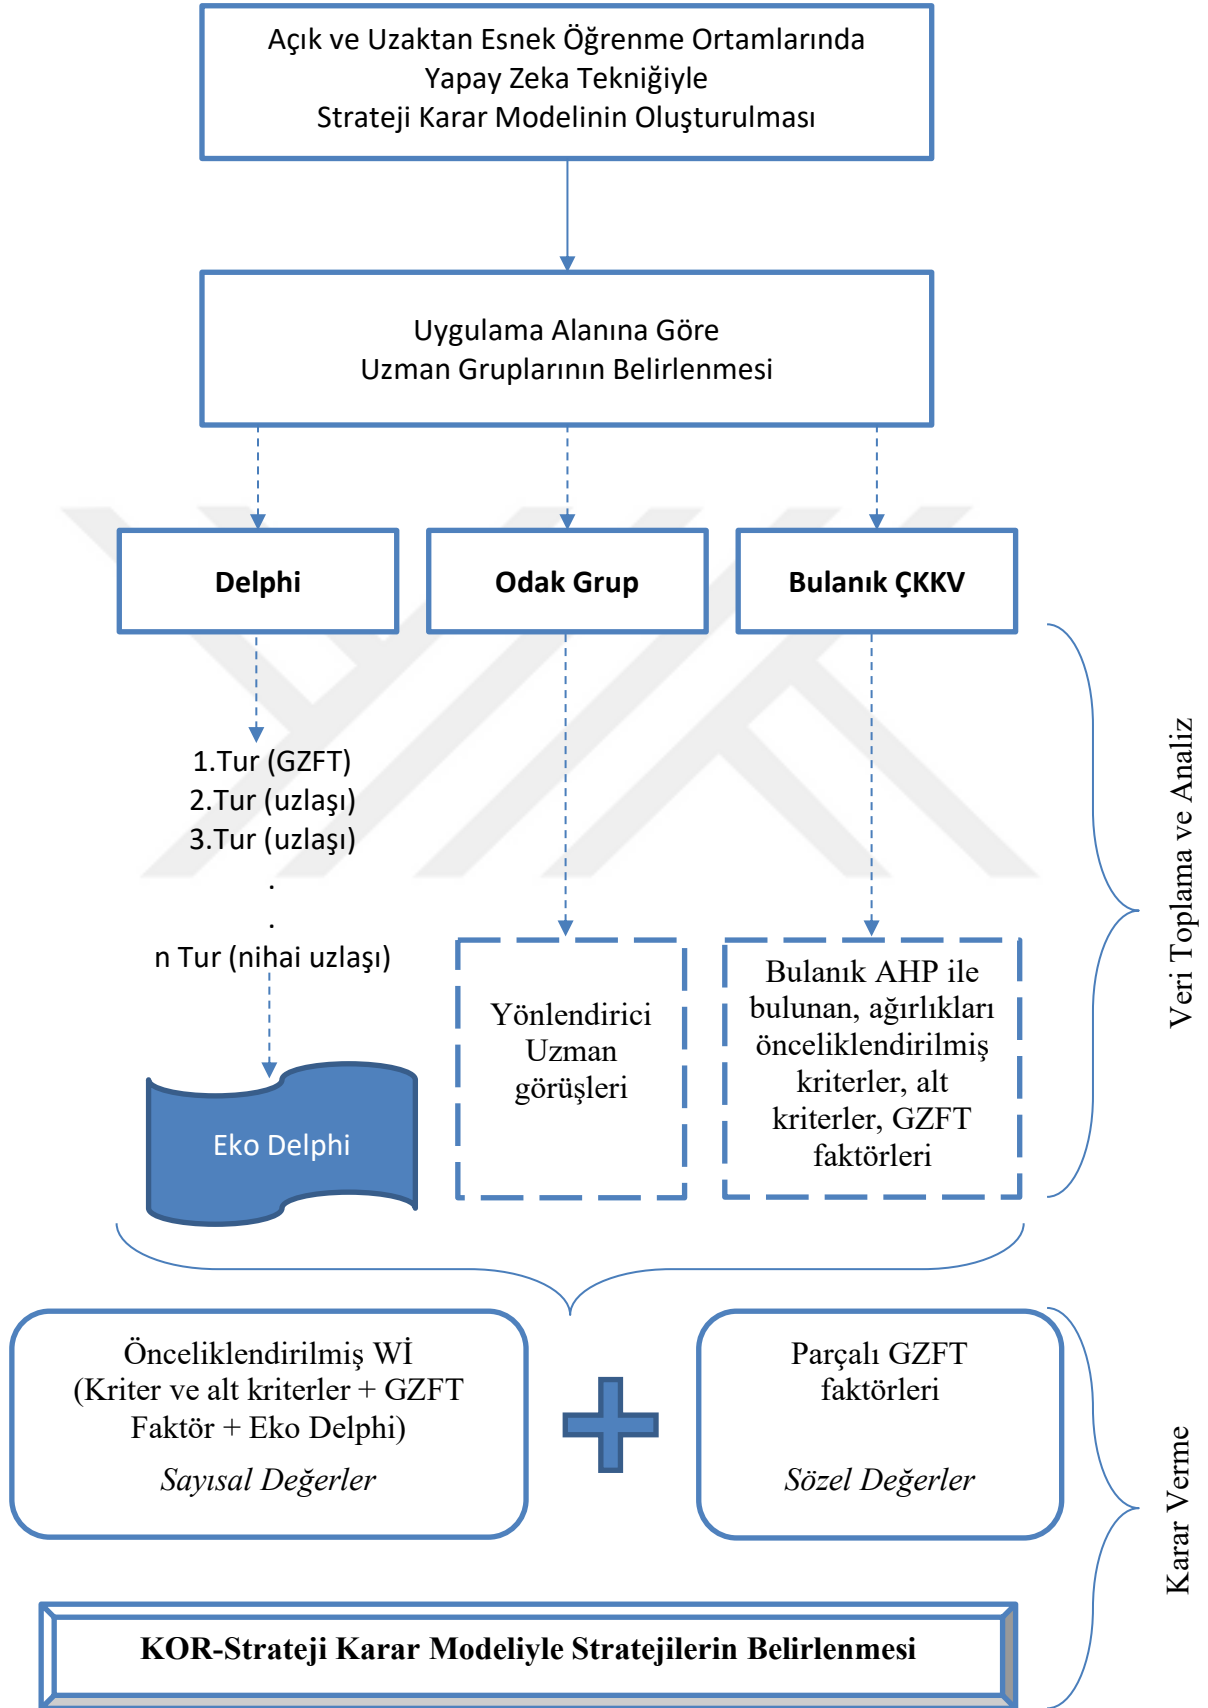 Açık ve Uzaktan Esnek Öğrenme Ortamlarında
Yapay Zeka Tekniğiyle
Strateji Karar Modelinin Oluşturulması
Uygulama Alanına Göre
Uzman Gruplarının Belirlenmesi
Delphi
Odak Grup
Bulanık ÇKKV
1.Tur (GZFT)
2.Tur (uzlaşı)
3.Tur (uzlaşı)
.
.
n Tur (nihai uzlaşı)
Eko Delphi
Yönlendirici
Uzman
görüşleri
Bulanık AHP ile
bulunan, ağırlıkları
önceliklendirilmiş
kriterler, alt
kriterler, GZFT
faktörleri
Veri Toplama ve Analiz
Önceliklendirilmiş Wİ
(Kriter ve alt kriterler + GZFT
Faktör + Eko Delphi)
Sayısal Değerler
Parçalı GZFT
faktörleri
Sözel Değerler
Karar Verme
KOR-Strateji Karar Modeliyle Stratejilerin Belirlenmesi